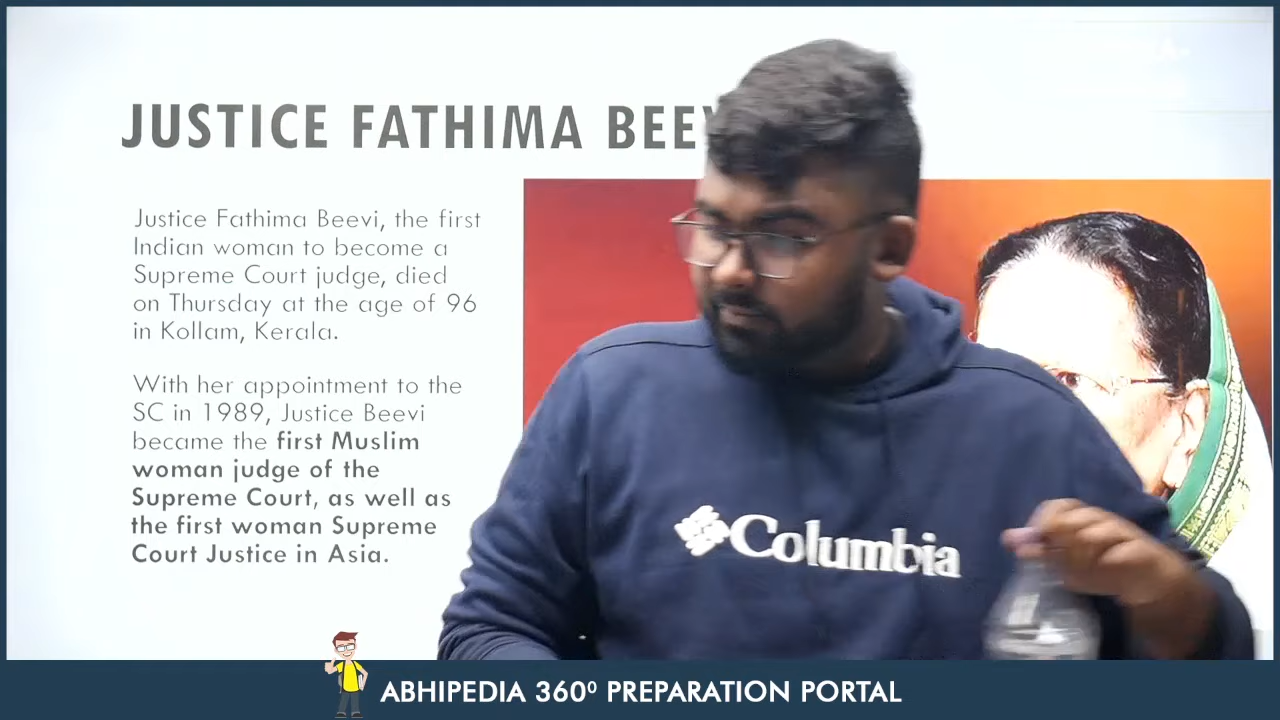 JUSTICE FATHIMA BEE
Justice Fathima Beevi, the first
Indian woman to become a
Supreme Court judge, died
on Thursday at the age of 96
in Kollam, Kerala.
With her appointment to the
SC in 1989, Justice Beevi
became the first Muslim
woman judge of the
Supreme Court, as well as
the first woman Supreme
Court Justice in Asia.
Columbia
ABHIPEDIA 360⁰ PREPARATION PORTAL